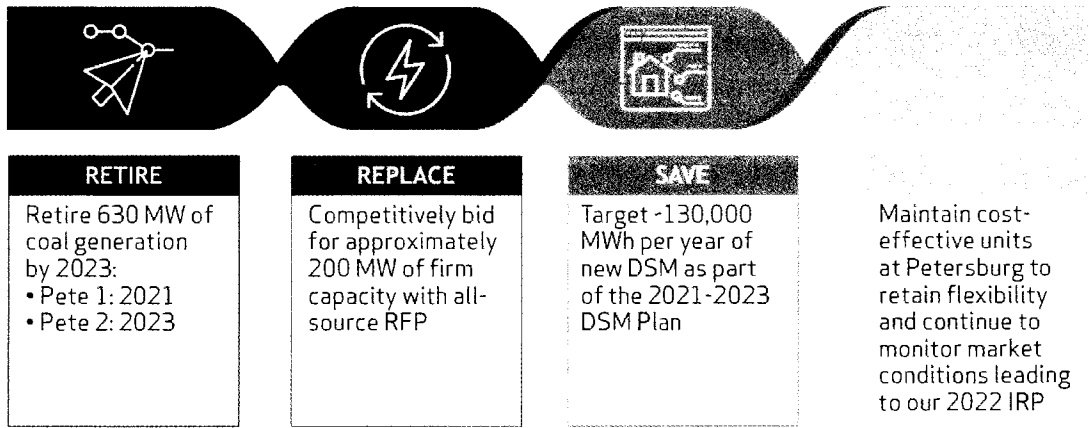 RETIRE
Retire 630 MW of
coal generation
by 2023:
• Pete 1: 2021
• Pete 2: 2023
REPLACE
Competitively bid
for approximately
200 MW of firm
capacity with all-
source RFP
SAVE
Target ~130,000
MWh per year of
new DSM as part
of the 2021-2023
DSM Plan
Maintain cost-
effective units
at Petersburg to
retain flexibility
and continue to
monitor market
conditions leading
to our 2022 IRP